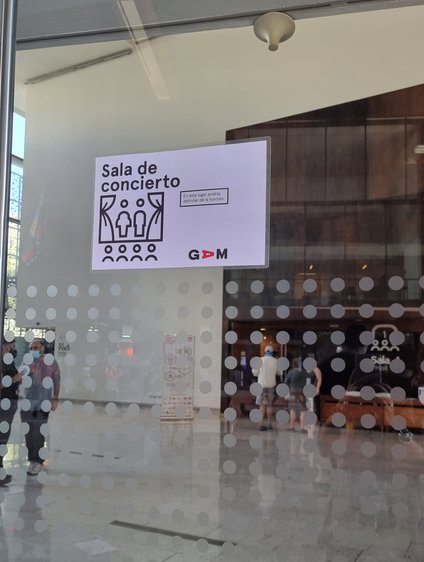 Sala de
concierto
En este lugar podrás
disfrutar de la función
GAM
Sala